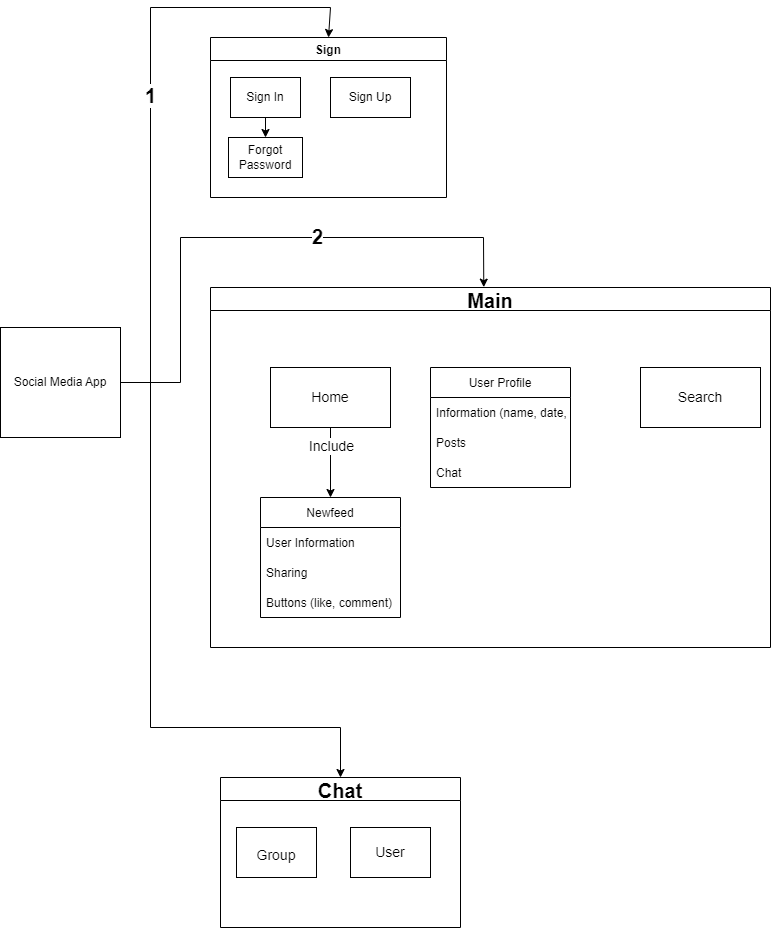 Sign
1
Sign In
Sign Up
Forgot
Password
2
Main
Social Media App
Home
User Profile
Search
Information (name, date,
Include
Posts
Chat
Newfeed
User Information
Sharing
Buttons (like, comment)
Chat
Group
User